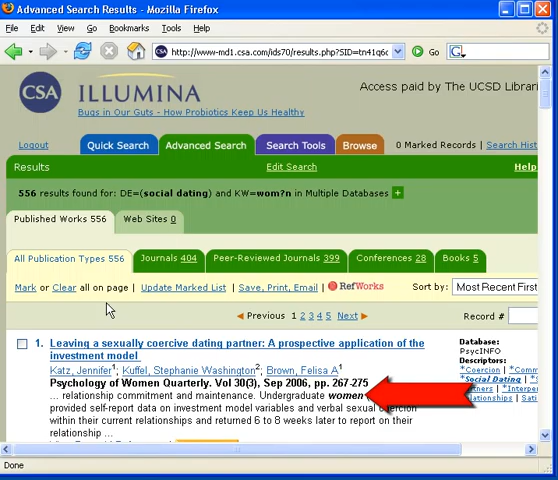 Advanced Search Results - Mozilla Firefox
File Edit View Go Bookmarks Tools Help
http://www-md1.csa.com/ids70/results.php?SID=tn41q6c Go G
CSA ILLUMINA
Access paid by The UCSD Librari
Bugs in Our Guts - How Probiotics Keep Us Healthy
Logout Quick Search Advanced Search Search Tools Browse 0 Marked Records | Search Hist
Results Edit Search Help
556 results found for: DE=(social dating) and KW=wom?n in Multiple Databases +
Published Works 556 Web Sites 0
All Publication Types 556 Journals 404 Peer-Reviewed Journals 399 Conferences 28 Books 5
Mark or Clear all on page | Update Marked List | Save, Print, Email | RefWorks Sort by: Most Recent First
Previous 1 2 3 4 5 Next Record #
1. Leaving a sexually coercive dating partner: A prospective application of the
investment model
Katz, Jennifer1; Kuffel, Stephanie Washington2; Brown, Felisa A1
Psychology of Women Quarterly. Vol 30(3), Sep 2006, pp. 267-275
... relationship commitment and maintenance. Undergraduate women
provided self-report data on investment model variables and verbal sexual coercion
within their current relationships and returned 6 to 8 weeks later to report on their
relationship ...
Database:
PsycINFO
Descriptors:
*Coercion | *Commit
*Social Dating | *
*Interper
Done